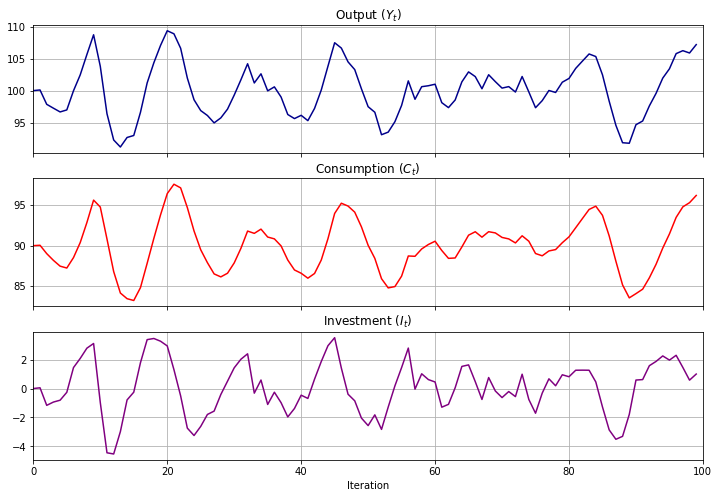 Output (Y_t)
110
105
100
95
Consumption (C_t)
95
90
85
Investment (I_t)
2
0
−2
−4
0 20 40 60 80 100
Iteration